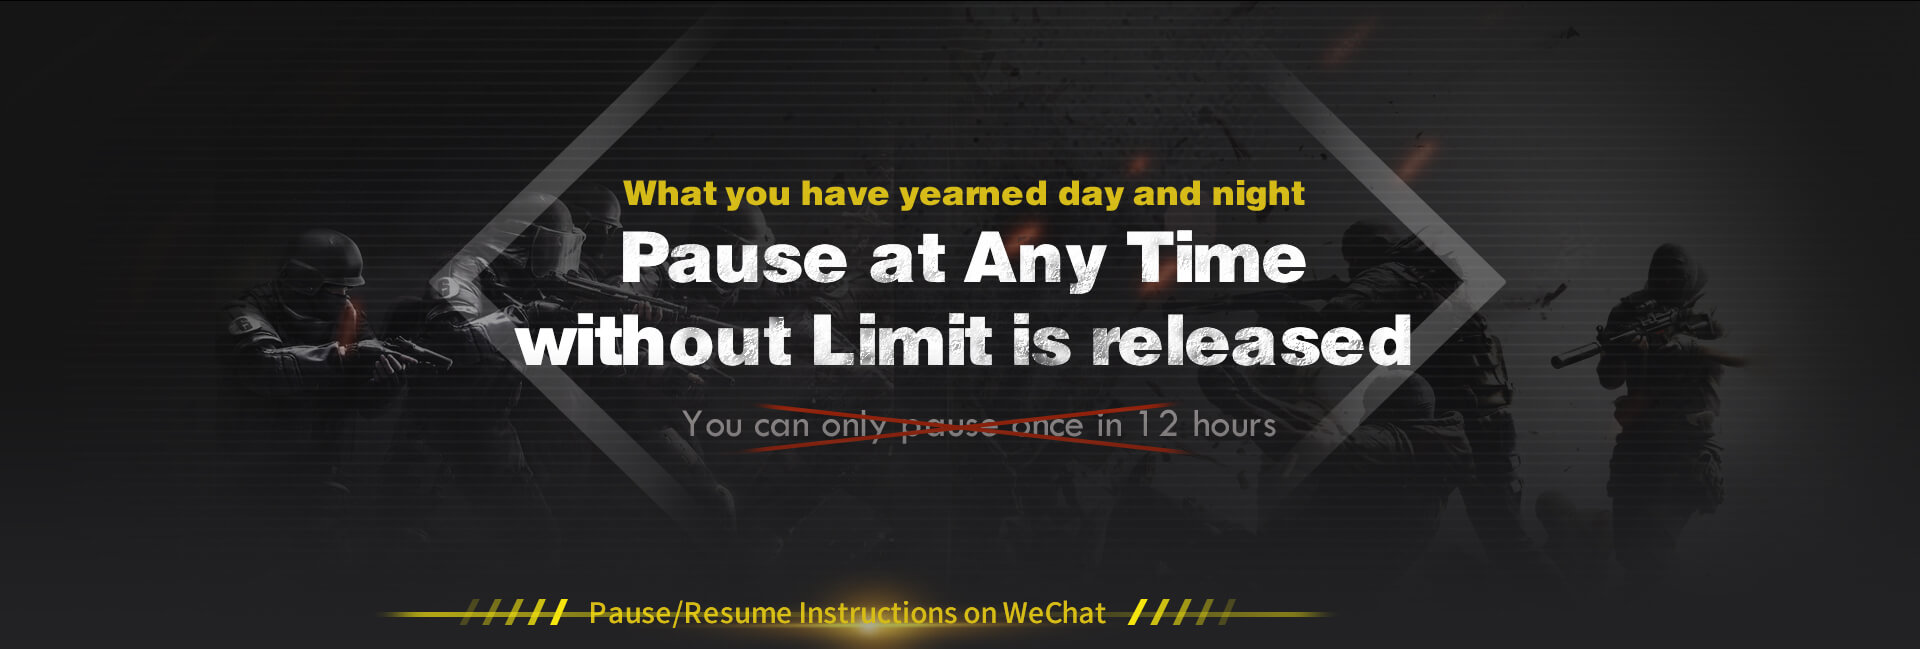 What you have yearned day and night
Pause at Any Time
without Limit is released
You can only pause once in 12 hours
Pause/Resume Instructions on WeChat